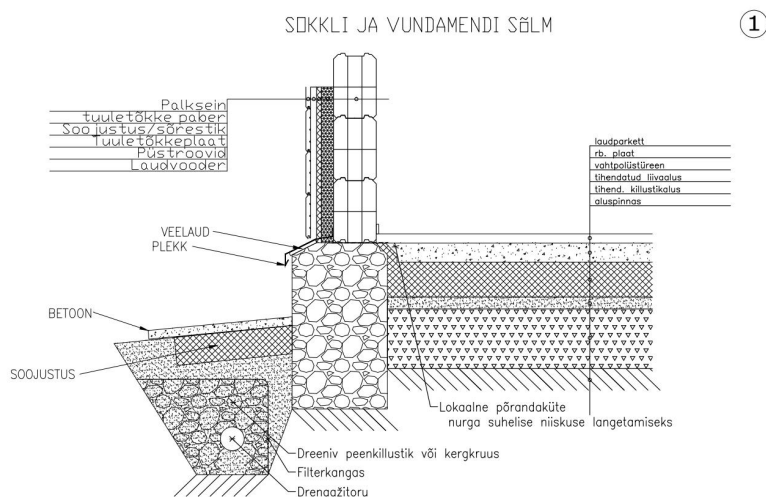 SOKKLI JA VUNDAMENDI SÕLM
1
Palksein
tuuletõkke paber
Soojustus/sõrestik
Tuuletõkkeplaat
Püstroovid
Laudvooder
laudparkett
rb. plaat
vahtpolüstüreen
tihendatud liivaalus
tihend. killustikalus
aluspinnas
VEELAUD
PLEKK
BETOON
SOOJUSTUS
Lokaalne põrandaküte
nurga suhelise niiskuse langetamiseks
Dreeniv peenkillustik või kergkruus
Filterkangas
Drenaažitoru